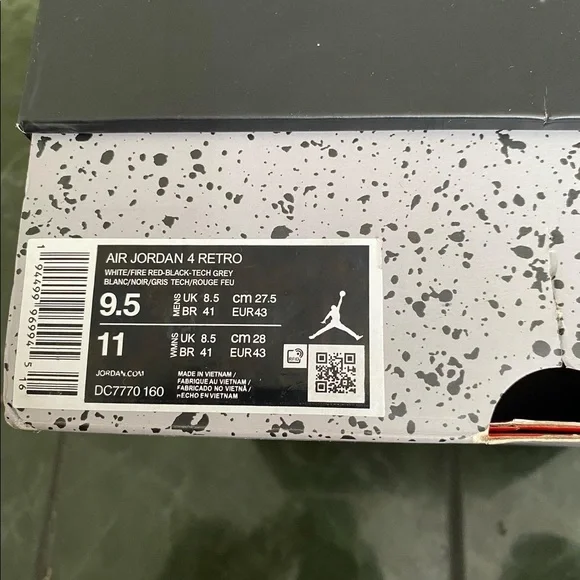 AIR JORDAN 4 RETRO
WHITE/FIRE RED-BLACK-TECH GREY
BLANC/NOIR/GRIS TECH/ROUGE FEU
9.5 MENS UK 8.5 cm 27.5
BR 41 EUR43
11 WMNS UK 8.5 cm 28
BR 41 EUR43
JORDAN.COM
DC7770 160
MADE IN VIETNAM /
FABRIQUE AU VIETNAM /
FABRICADO NO VIETNÃ /
HECHO EN VIETNAM